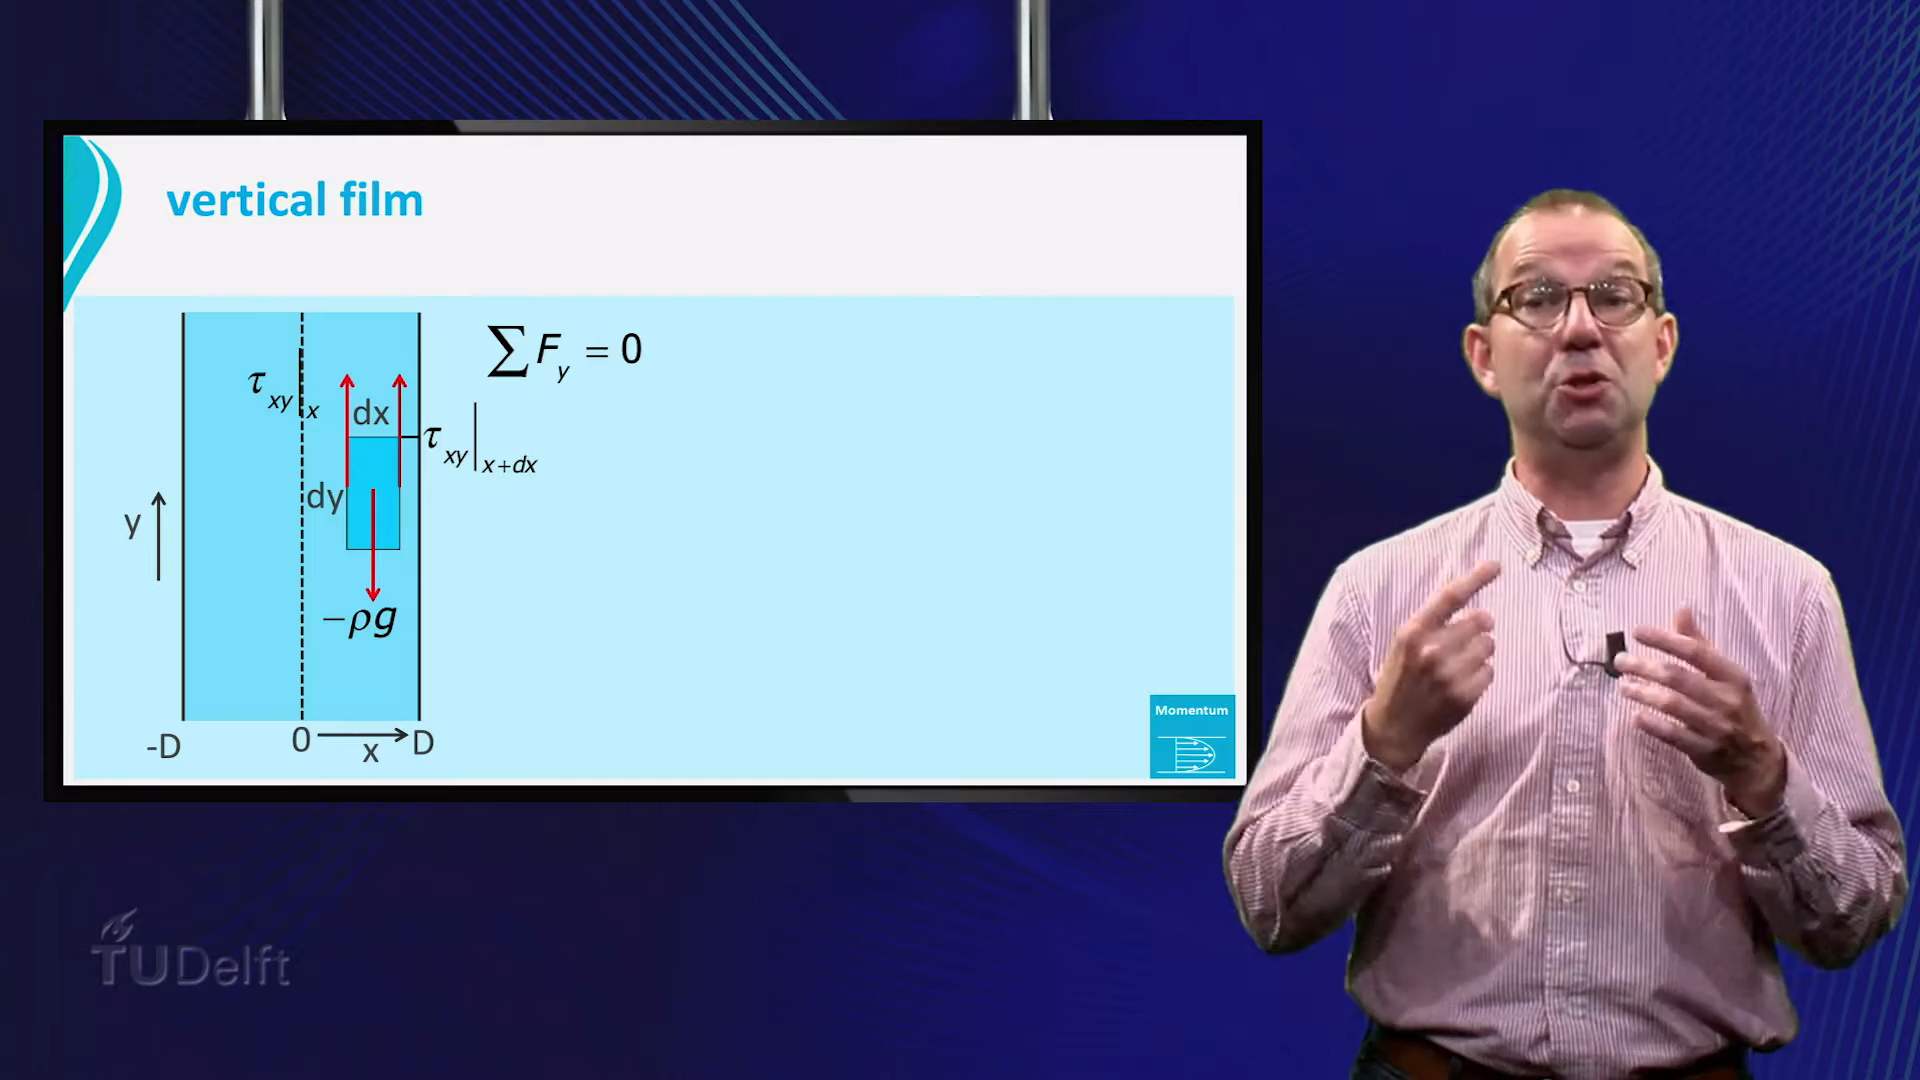 vertical film
∑ F_y = 0
τ_xy|_x
dx
τ_xy|_x+dx
dy
y
−ρg
-D
0
x
D
Momentum
TUDelft